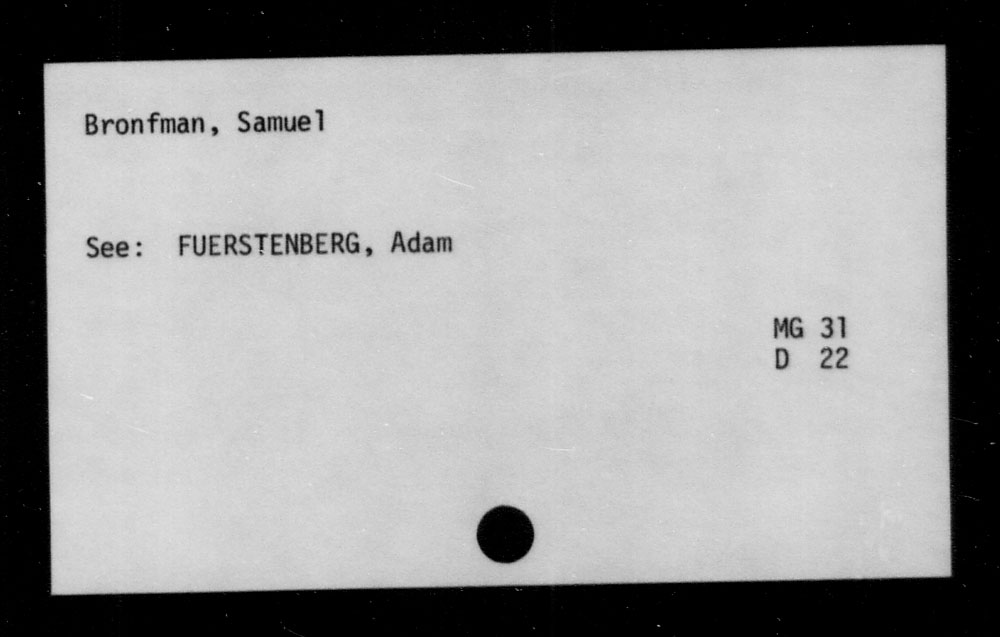 Bronfman, Samuel
See: FUERSTENBERG, Adam
MG 31
D 22